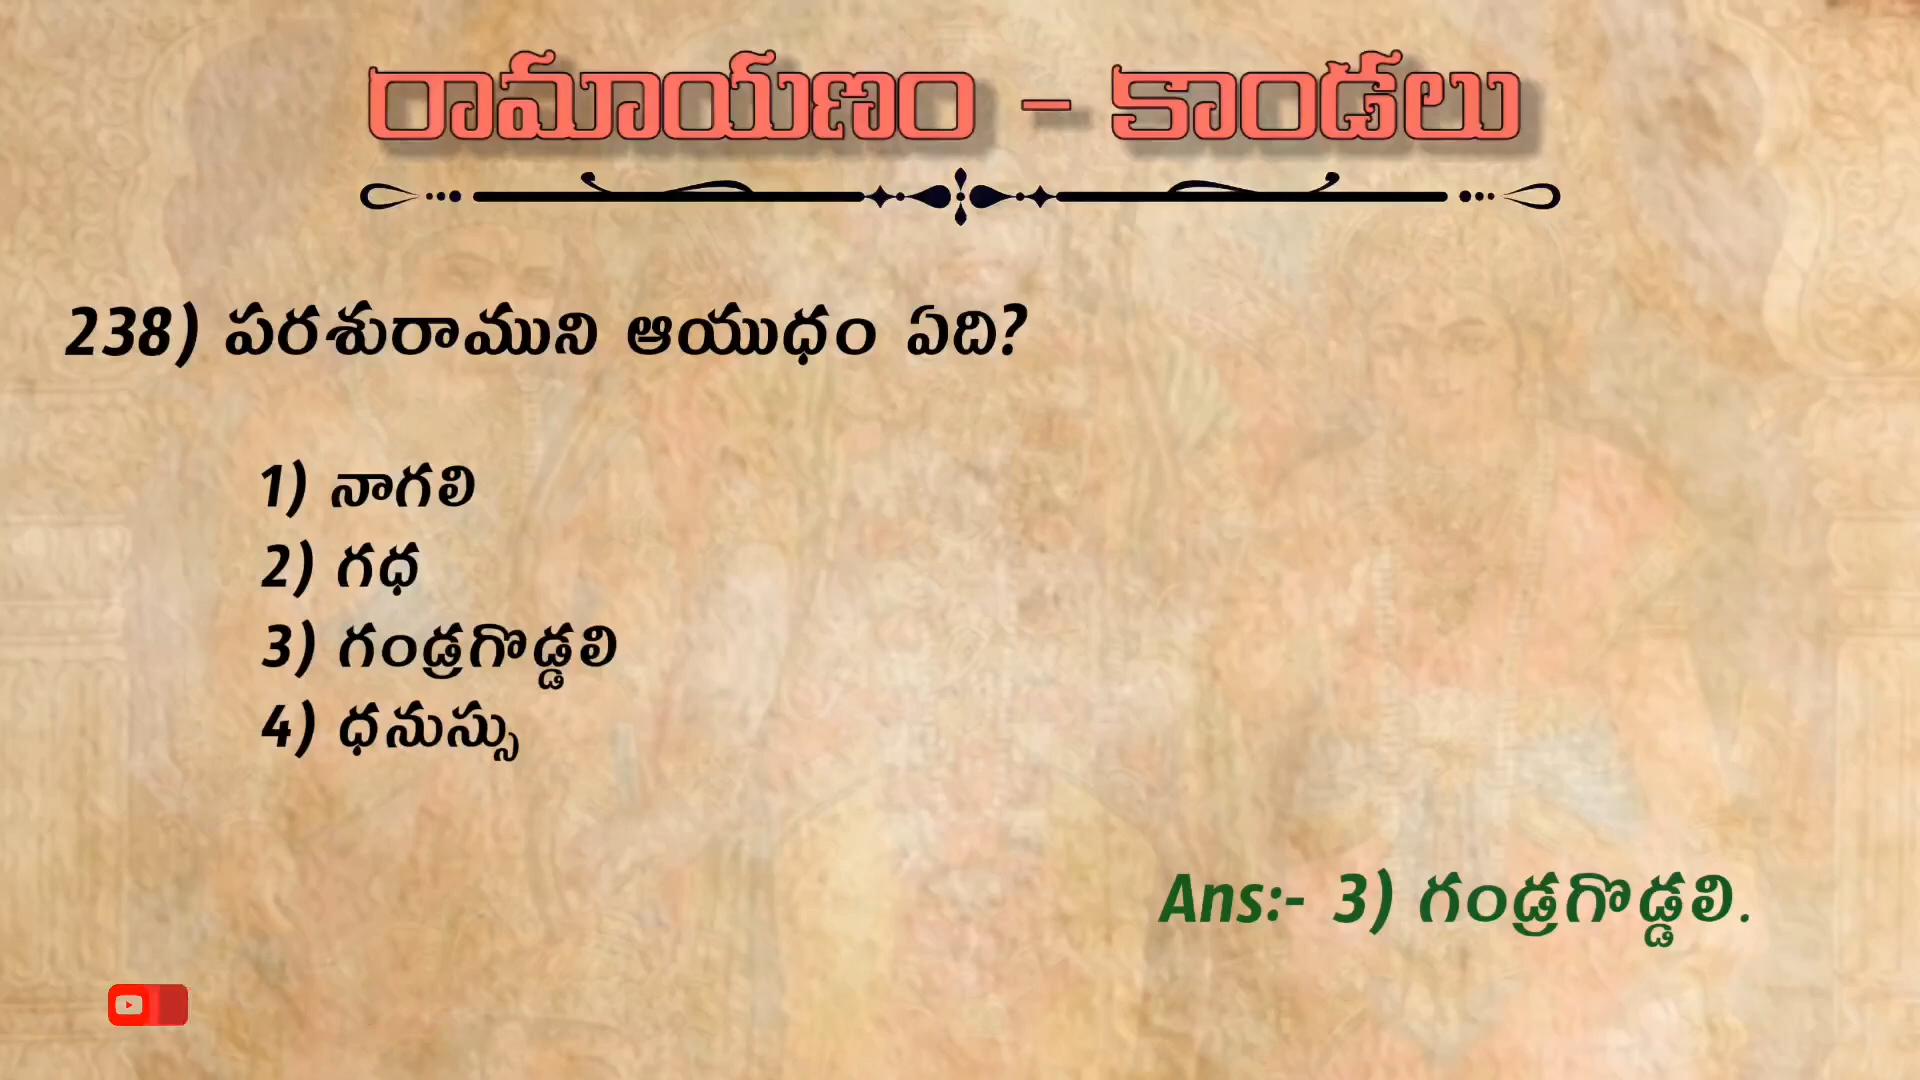 రామాయణం - కాండలు
238) పరశురాముని ఆయుధం ఏది?
1) నాగలి
2) గధ
3) గండ్రగొడ్డలి
4) ధనుస్సు
Ans:- 3) గండ్రగొడ్డలి.